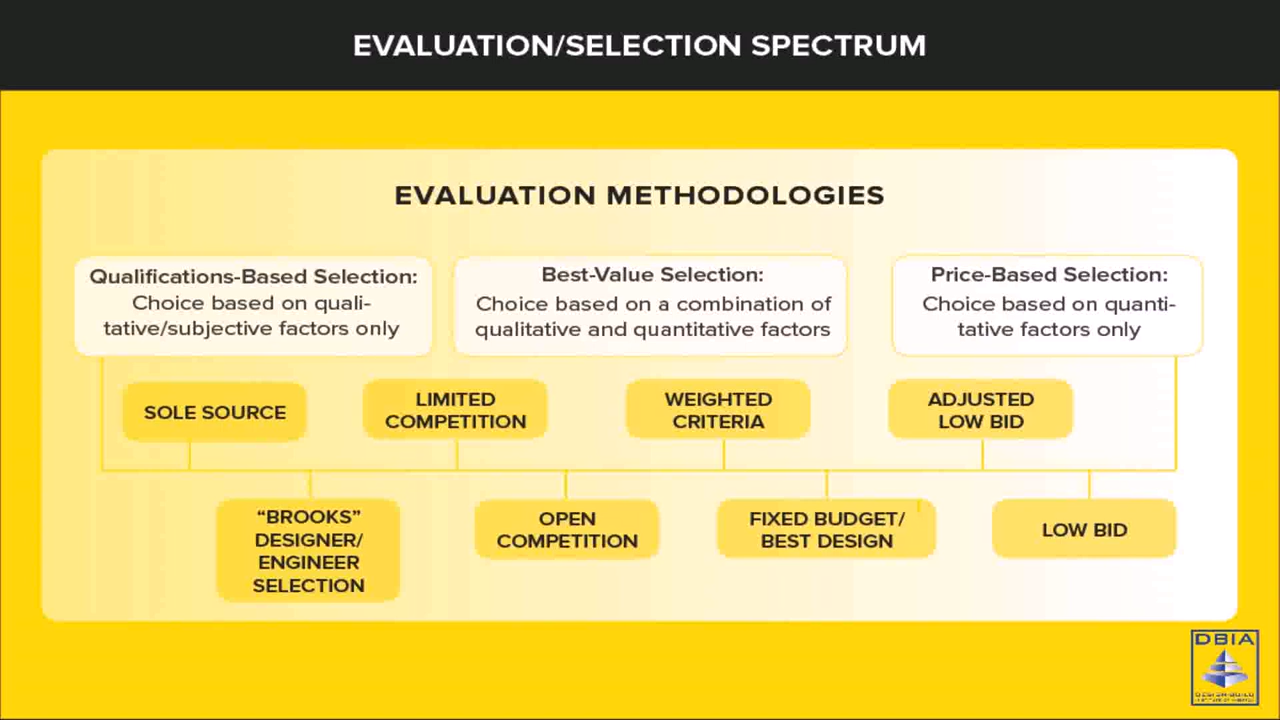 EVALUATION/SELECTION SPECTRUM
EVALUATION METHODOLOGIES
Qualifications-Based Selection:
Choice based on quali-
tative/subjective factors only
Best-Value Selection:
Choice based on a combination of
qualitative and quantitative factors
Price-Based Selection:
Choice based on quanti-
tative factors only
SOLE SOURCE
LIMITED
COMPETITION
WEIGHTED
CRITERIA
ADJUSTED
LOW BID
“BROOKS”
DESIGNER/
ENGINEER
SELECTION
OPEN
COMPETITION
FIXED BUDGET/
BEST DESIGN
LOW BID
DBIA